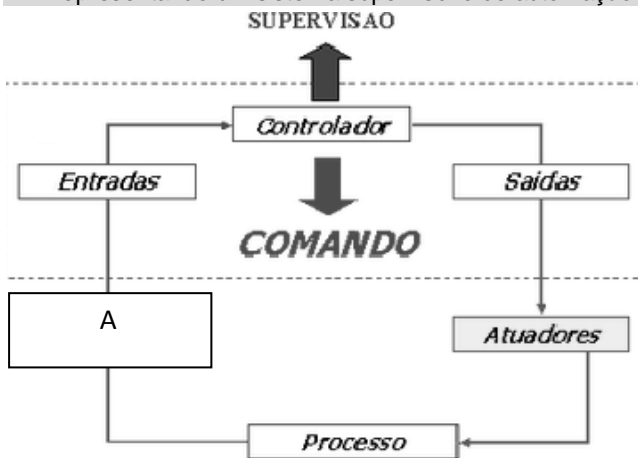 SUPERVISAO
Controlador
Entradas
Saidas
COMANDO
A
Atuadores
Processo